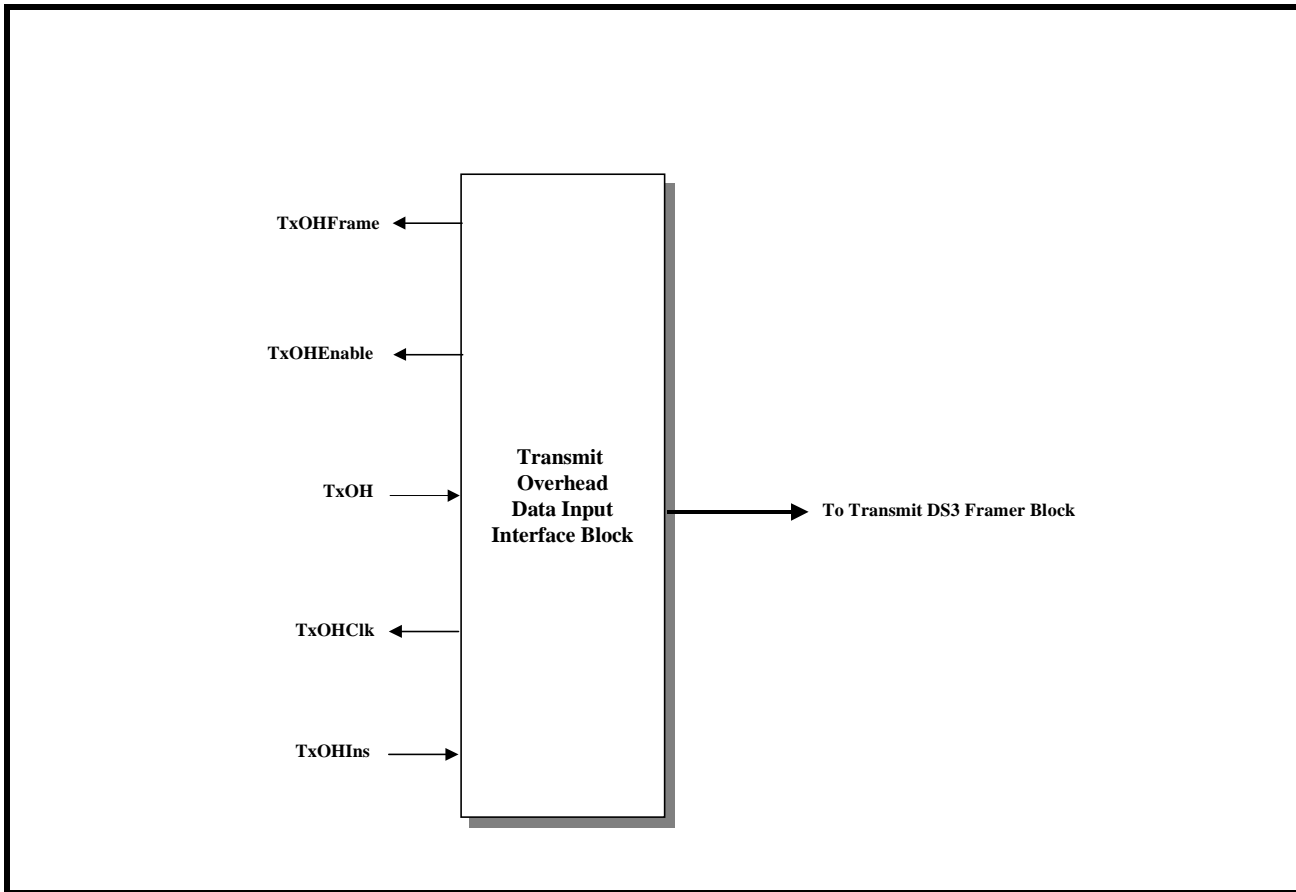 TxOHFrame
TxOHEnable
TxOH
TxOHClk
TxOHIns
Transmit
Overhead
Data Input
Interface Block
To Transmit DS3 Framer Block